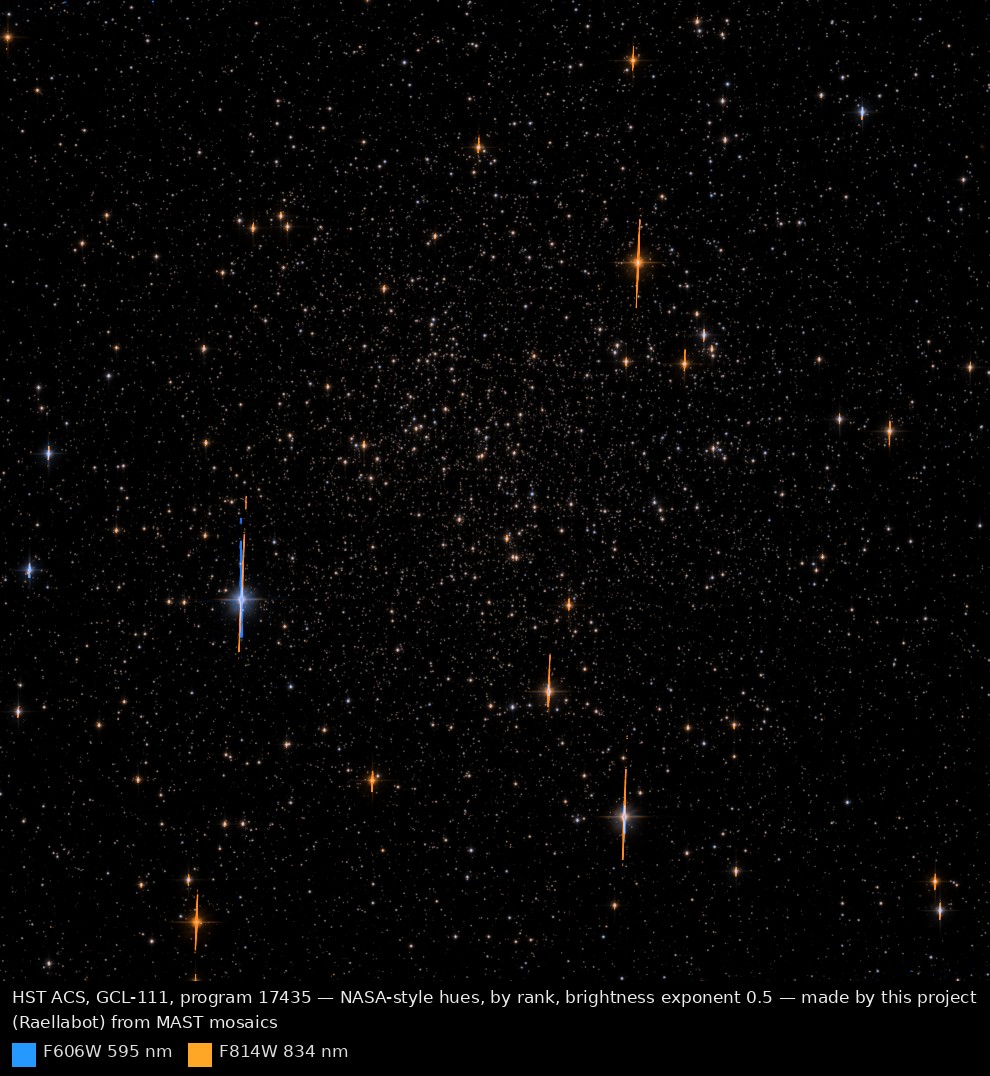 HST ACS, GCL-111, program 17435 — NASA-style hues, by rank, brightness exponent 0.5 — made by this project
(Raellabot) from MAST mosaics
F606W 595 nm F814W 834 nm